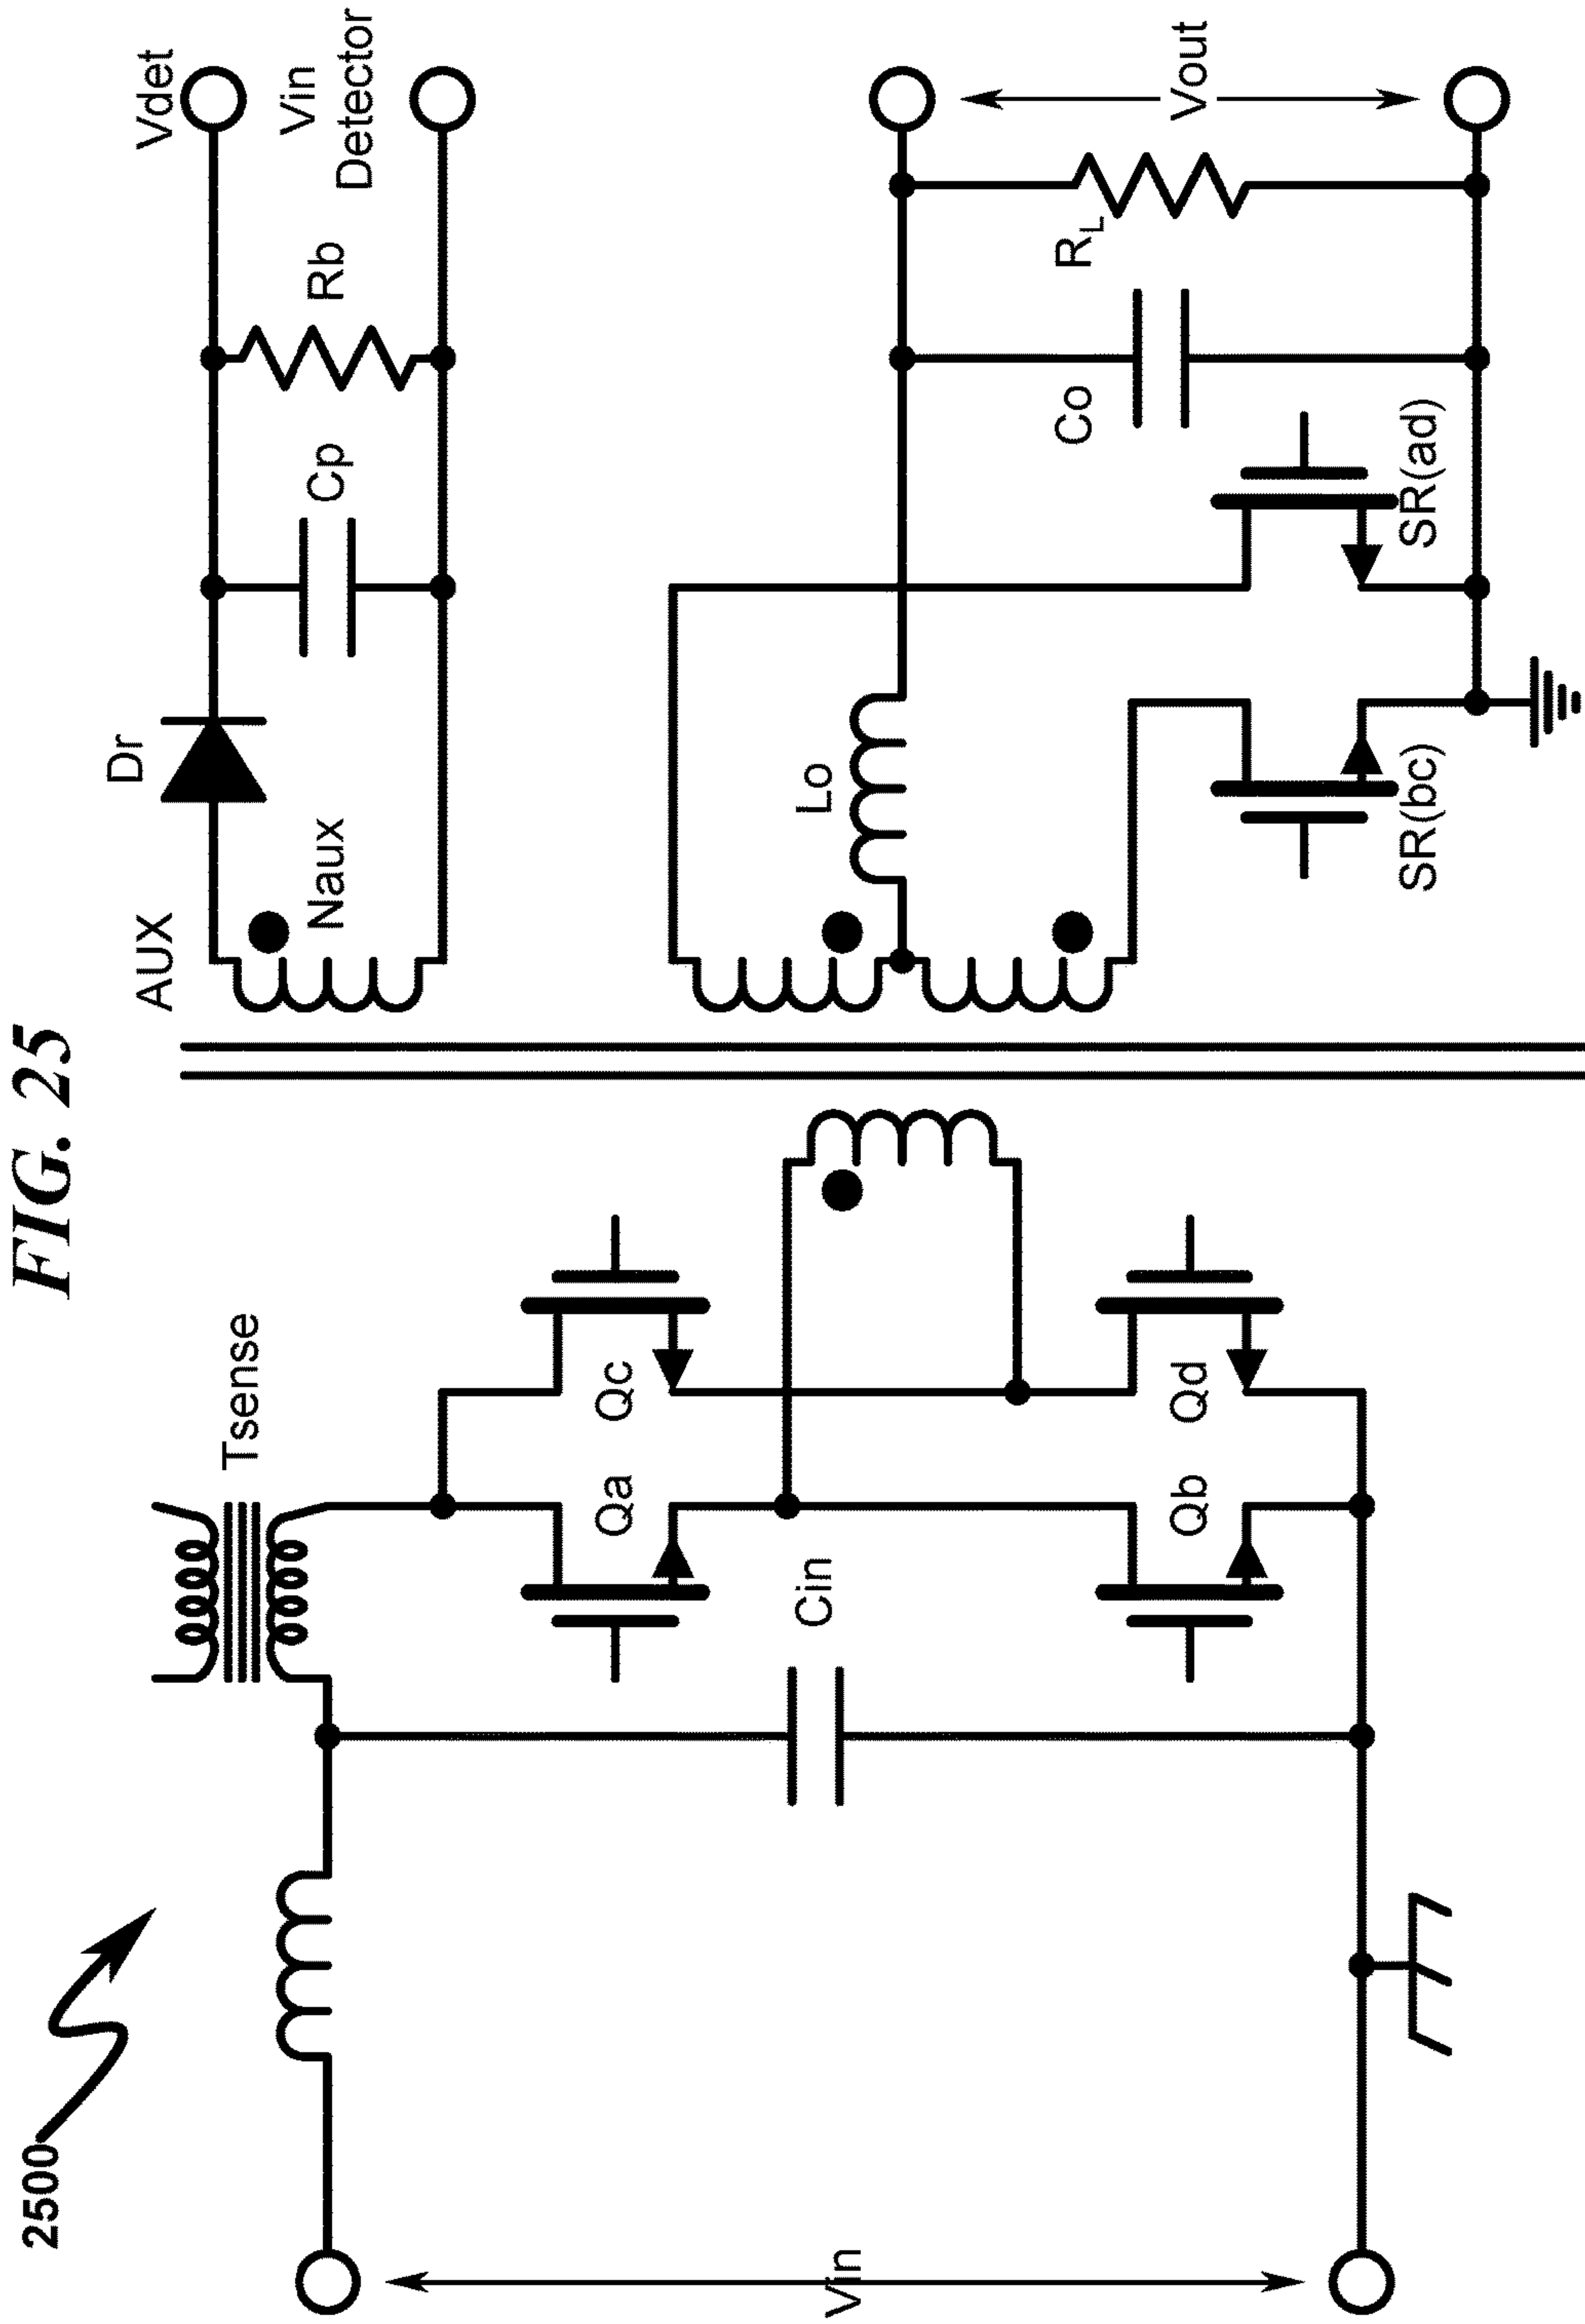 FIG. 25
2500
Tsense
AUX
Dr
Vdet
Naux
Cp
Rb
Vin
Detector
Qa
Qc
Vin
Cin
Lo
Co
RL
Vout
Qb
Qd
SR(bc)
SR(ad)